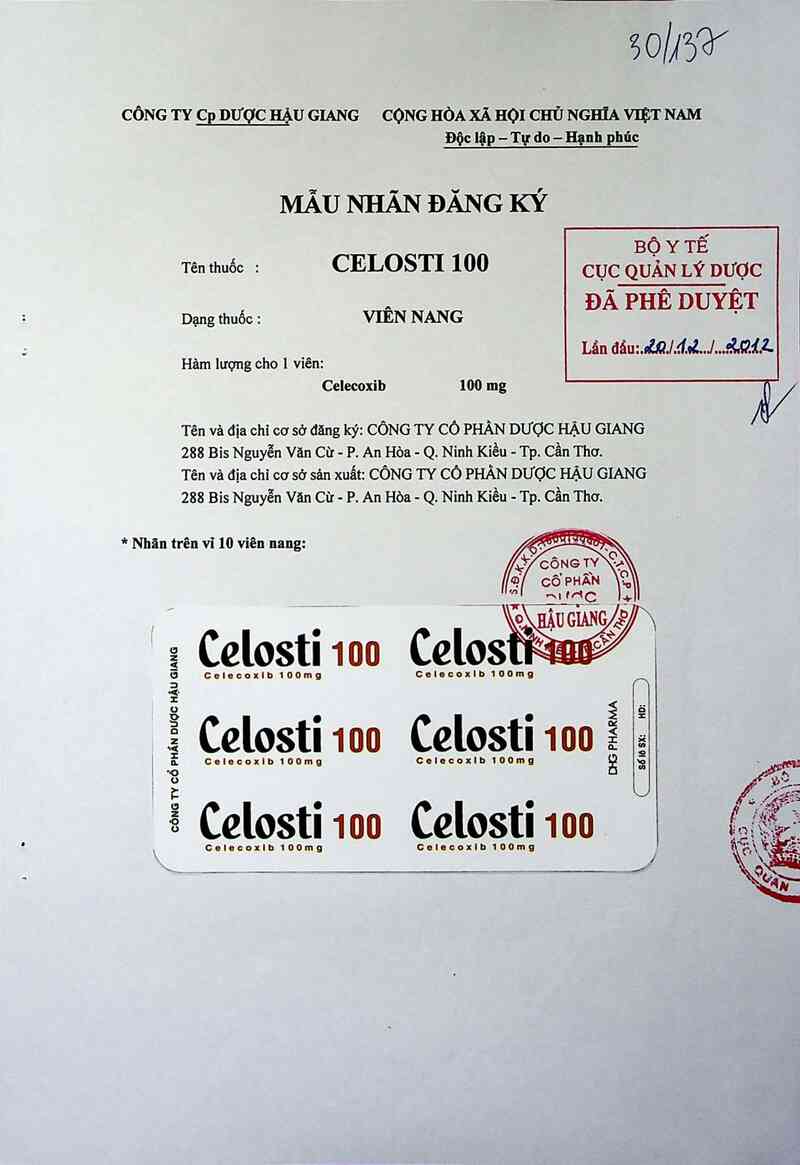 30/137
CÔNG TY Cp DƯỢC HẬU GIANG CỘNG HÒA XÃ HỘI CHỦ NGHĨA VIỆT NAM
Độc lập – Tự do – Hạnh phúc
MẪU NHÃN ĐĂNG KÝ
Tên thuốc : CELOSTI 100
Dạng thuốc : VIÊN NANG
Hàm lượng cho 1 viên:
Celecoxib 100 mg
BỘ Y TẾ
CỤC QUẢN LÝ DƯỢC
ĐÃ PHÊ DUYỆT
Lần đầu:.20./.12../...2012
Tên và địa chỉ cơ sở đăng ký: CÔNG TY CỔ PHẦN DƯỢC HẬU GIANG
288 Bis Nguyễn Văn Cừ - P. An Hòa - Q. Ninh Kiều - Tp. Cần Thơ.
Tên và địa chỉ cơ sở sản xuất: CÔNG TY CỔ PHẦN DƯỢC HẬU GIANG
288 Bis Nguyễn Văn Cừ - P. An Hòa - Q. Ninh Kiều - Tp. Cần Thơ.
* Nhãn trên vỉ 10 viên nang:
CÔNG TY
CỔ PHẦN
DƯỢC
HẬU GIANG
CÔNG TY CỔ PHẦN DƯỢC HẬU GIANG
Celosti 100 Celosti 100
Celecoxib 100mg Celecoxib 100mg
Celosti 100 Celosti 100
Celecoxib 100mg Celecoxib 100mg
Celosti 100 Celosti 100
Celecoxib 100mg Celecoxib 100mg
DHG PHARMA
Số lô SX: HD:
BỘ
CỤC QUẢN